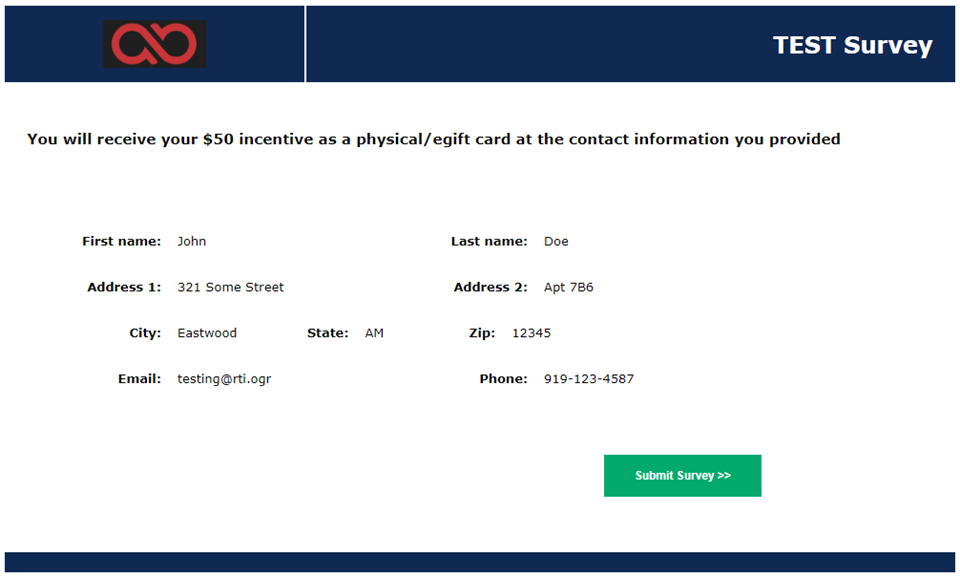 TEST Survey
You will receive your $50 incentive as a physical/egift card at the contact information you provided
First name: John Last name: Doe
Address 1: 321 Some Street Address 2: Apt 7B6
City: Eastwood State: AM Zip: 12345
Email: testing@rti.ogr Phone: 919-123-4587
Submit Survey >>